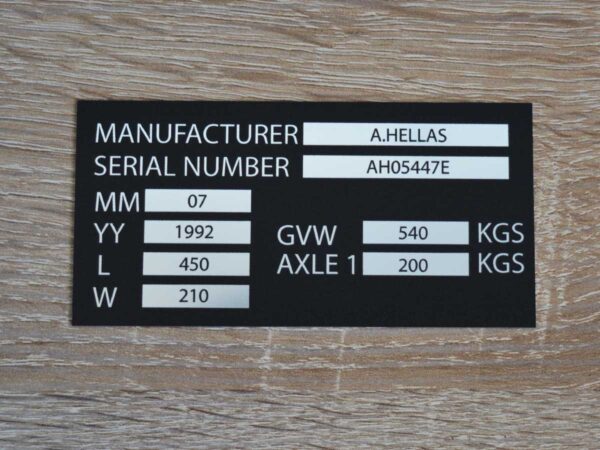 MANUFACTURER A.HELLAS
SERIAL NUMBER AH05447E
MM 07
YY 1992 GVW 540 KGS
L 450 AXLE 1 200 KGS
W 210